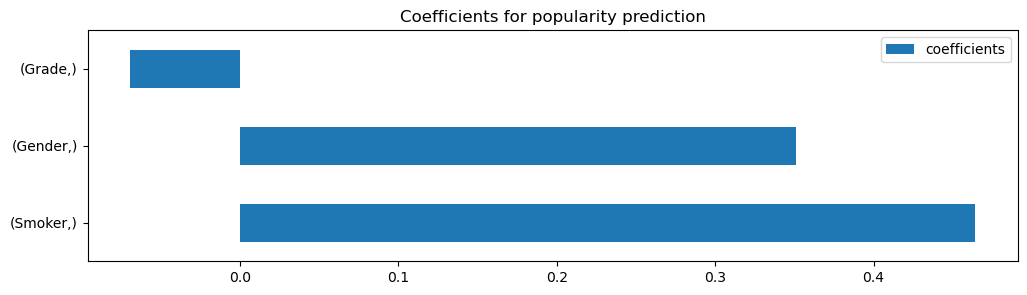 Coefficients for popularity prediction
coefficients
(Grade,)
(Gender,)
(Smoker,)
0.0 0.1 0.2 0.3 0.4